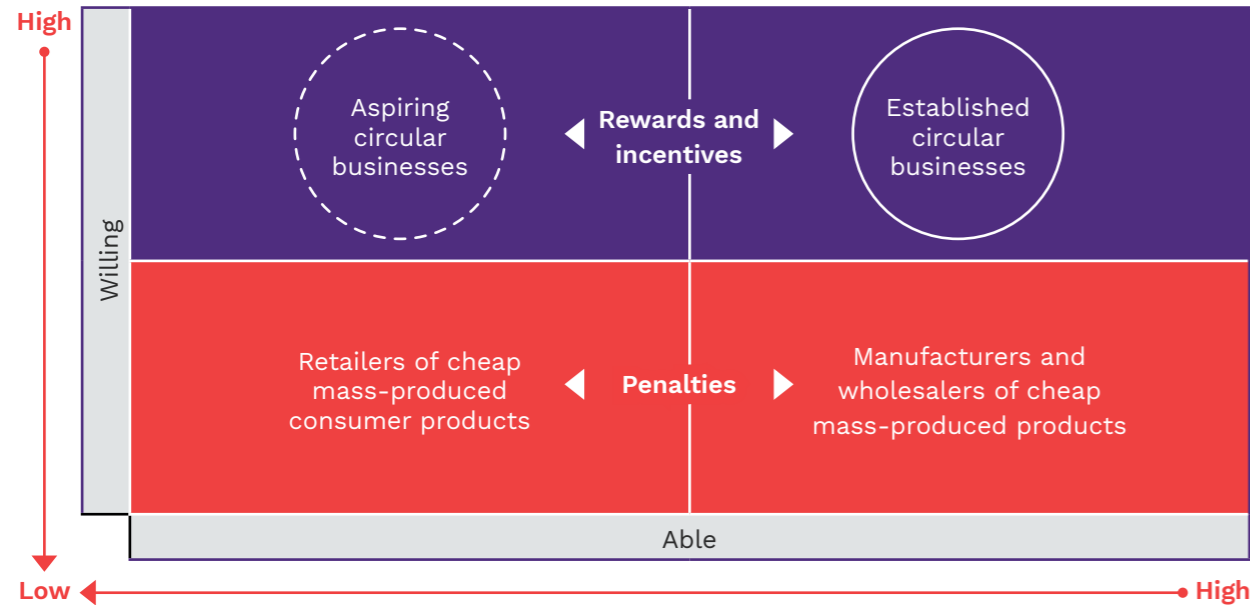 High
Aspiring
circular
businesses
Rewards and
incentives
Established
circular
businesses
Willing
Retailers of cheap
mass-produced
consumer products
Penalties
Manufacturers and
wholesalers of cheap
mass-produced products
Able
Low
High